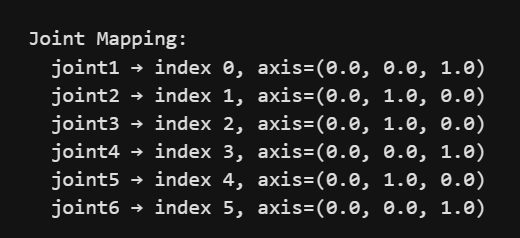 Joint Mapping:
joint1 → index 0, axis=(0.0, 0.0, 1.0)
joint2 → index 1, axis=(0.0, 1.0, 0.0)
joint3 → index 2, axis=(0.0, 1.0, 0.0)
joint4 → index 3, axis=(0.0, 0.0, 1.0)
joint5 → index 4, axis=(0.0, 1.0, 0.0)
joint6 → index 5, axis=(0.0, 0.0, 1.0)